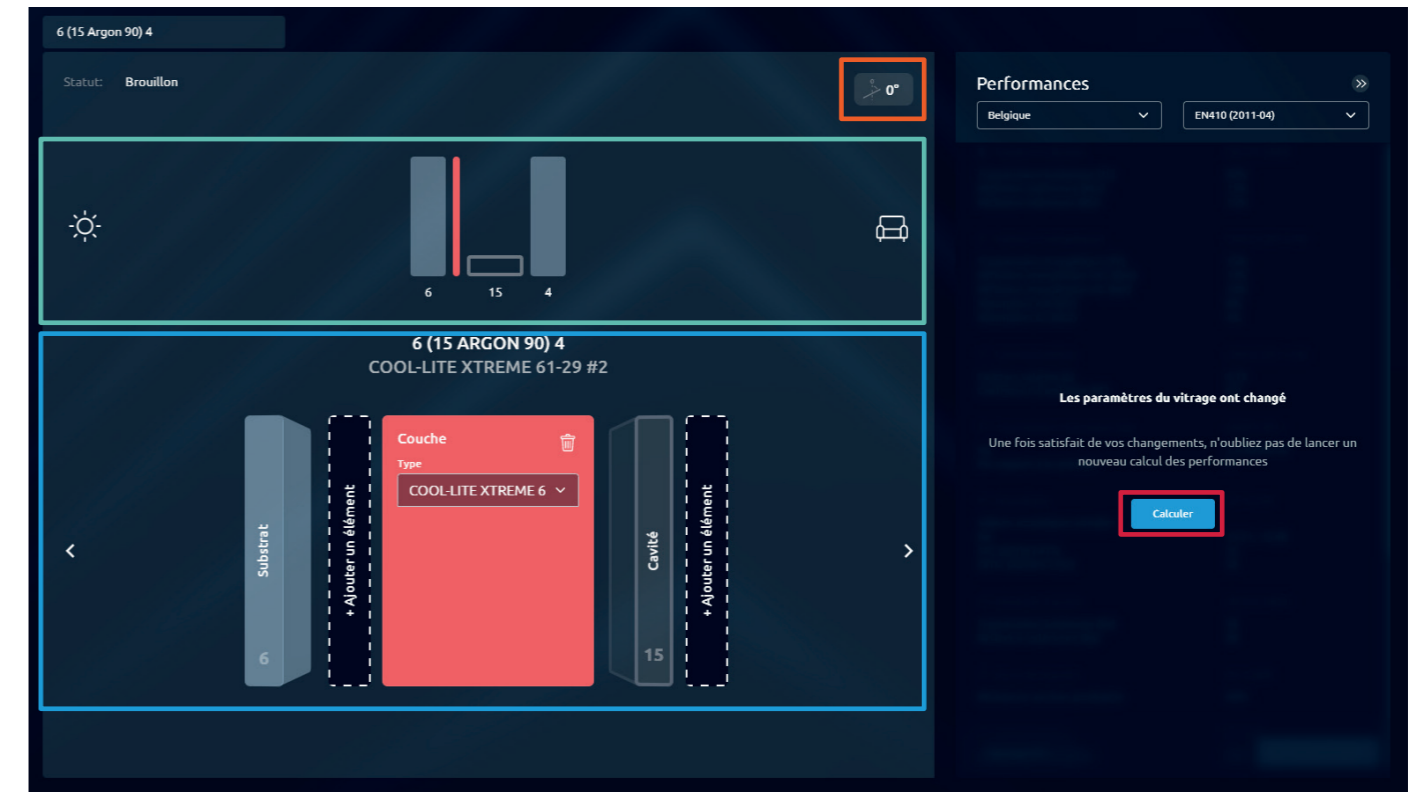 6 (15 Argon 90) 4
Statut: Brouillon
0°
6 15 4
6 (15 ARGON 90) 4
COOL-LITE XTREME 61-29 #2
Substrat
6
+ Ajouter un élément
Couche
Type
COOL-LITE XTREME 6
Cavité
15
+ Ajouter un élément
Performances
Belgique
EN410 (2011-04)
Les paramètres du vitrage ont changé
Une fois satisfait de vos changements, n'oubliez pas de lancer un
nouveau calcul des performances
Calculer